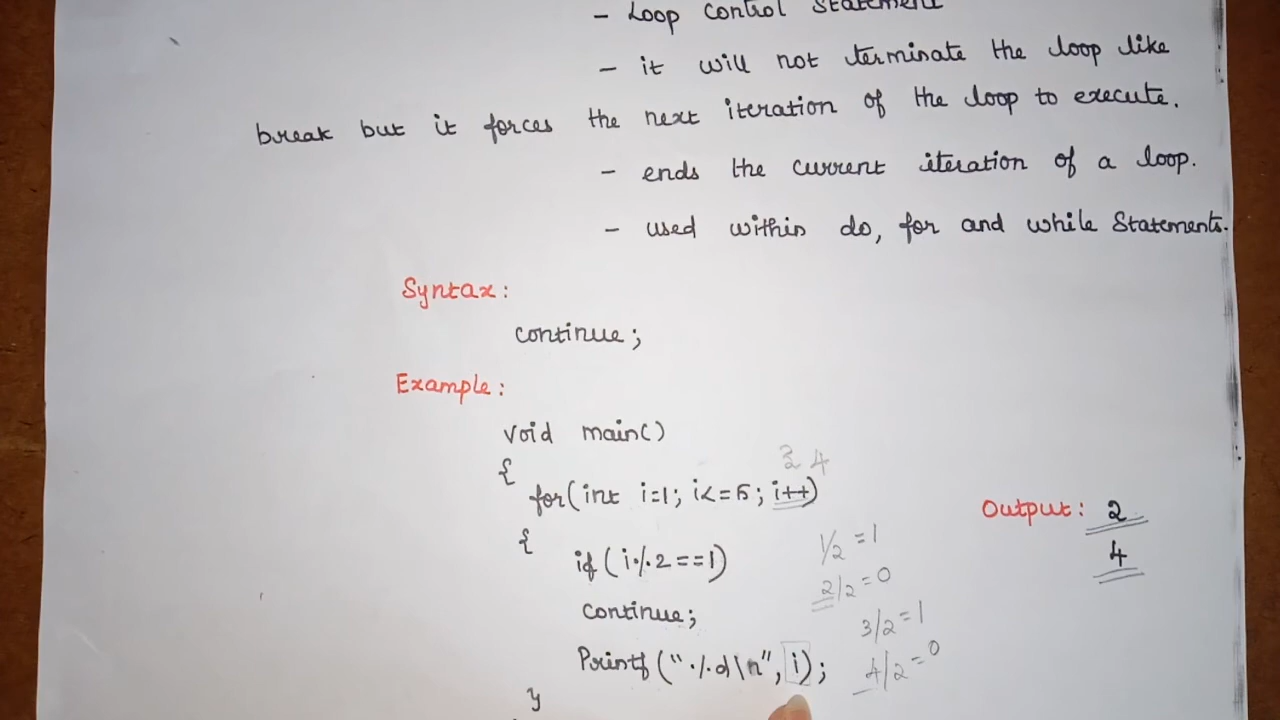 - Loop control Statement
- it will not terminate the loop like
break but it forces the next iteration of the loop to execute.
- ends the current iteration of a loop.
- used within do, for and while Statements.
Syntax:
continue;
Example:
void main()
{
3 4
for(int i=1; i<=5; i++)
{
if (i%2==1)
continue;
Printf("%d\n", i);
}
1/2 =1
2/2 =0
3/2 =1
4/2 =0
Output: 2
4